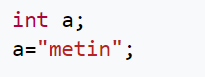 int a;
a="metin";